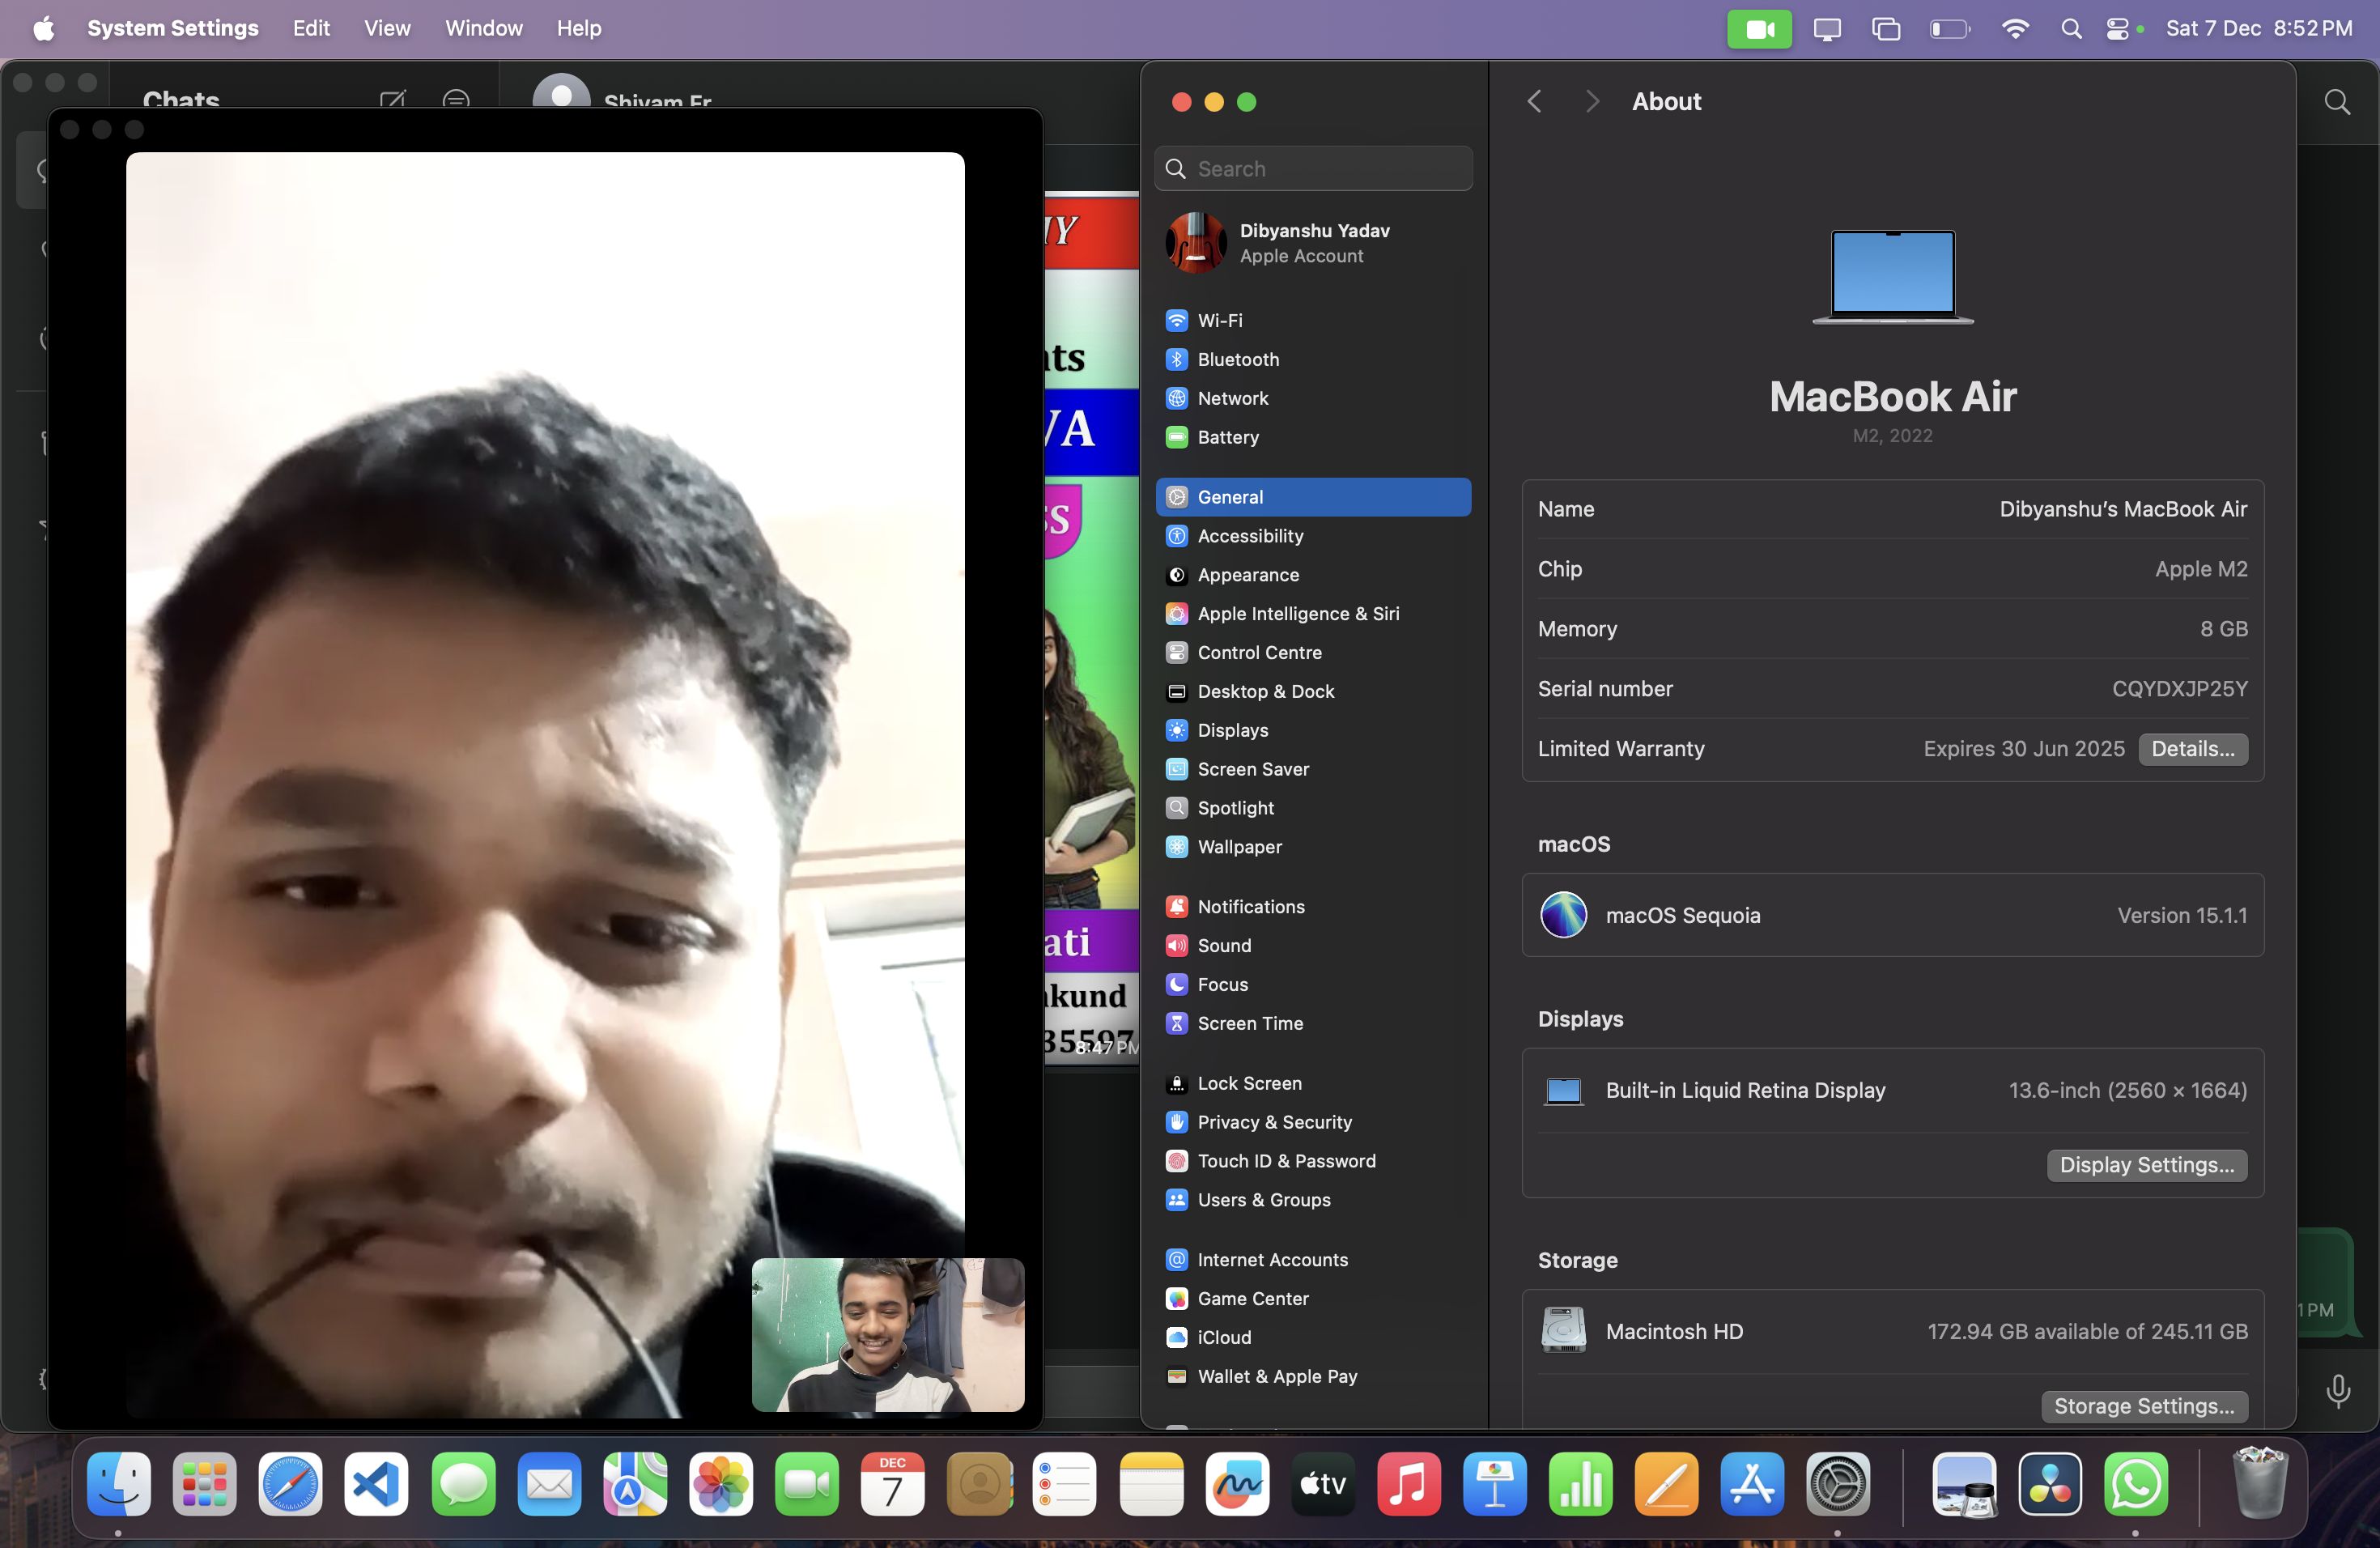 System Settings Edit View Window Help
Sat 7 Dec 8:52 PM
Chats
Shivam Er
IY
nts
VA
SS
ati
akund
35597
8:47 PM
Search
Dibyanshu Yadav
Apple Account
Wi-Fi
Bluetooth
Network
Battery
General
Accessibility
Appearance
Apple Intelligence & Siri
Control Centre
Desktop & Dock
Displays
Screen Saver
Spotlight
Wallpaper
Notifications
Sound
Focus
Screen Time
Lock Screen
Privacy & Security
Touch ID & Password
Users & Groups
Internet Accounts
Game Center
iCloud
Wallet & Apple Pay
About
MacBook Air
M2, 2022
Name Dibyanshu’s MacBook Air
Chip Apple M2
Memory 8 GB
Serial number CQYDXJP25Y
Limited Warranty Expires 30 Jun 2025 Details...
macOS
macOS Sequoia Version 15.1.1
Displays
Built-in Liquid Retina Display 13.6-inch (2560 × 1664)
Display Settings...
Storage
Macintosh HD 172.94 GB available of 245.11 GB
Storage Settings...
1 PM
DEC
7
tv